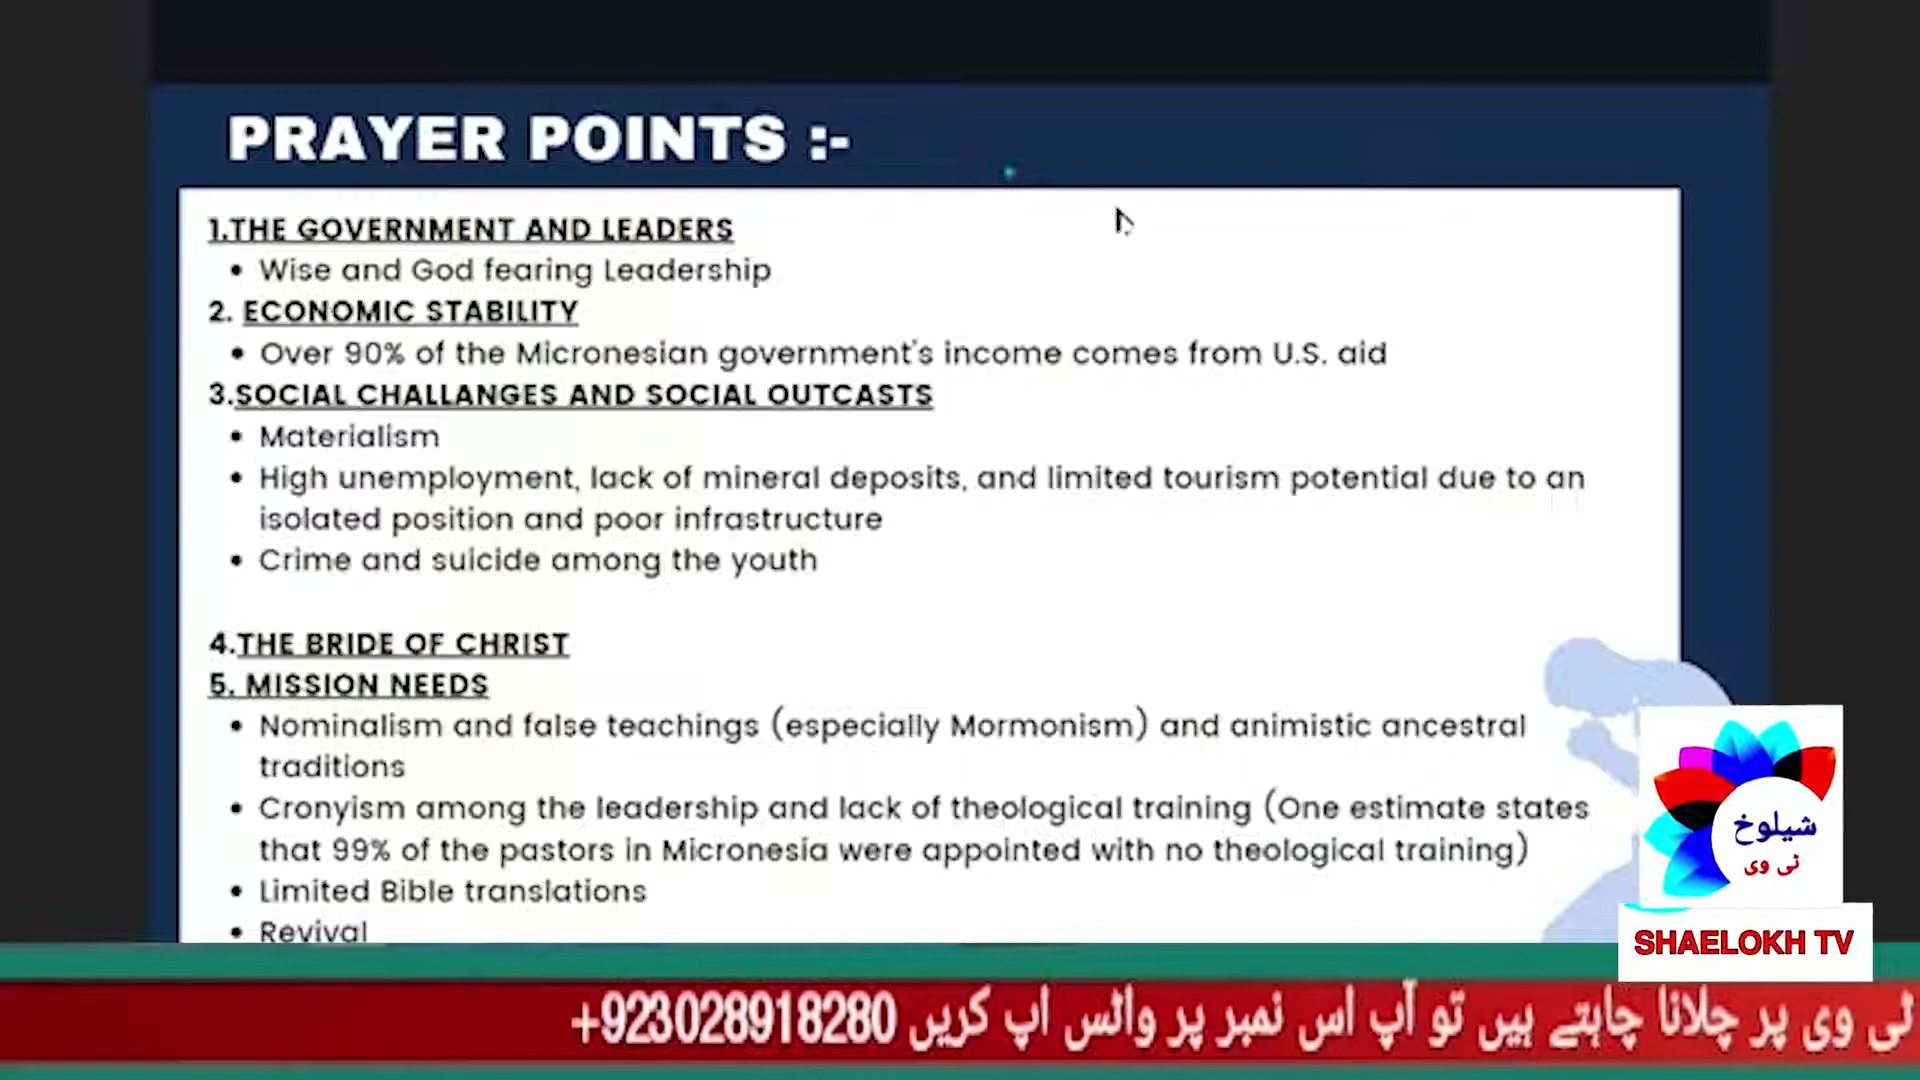 PRAYER POINTS :-
1.THE GOVERNMENT AND LEADERS
• Wise and God fearing Leadership
2. ECONOMIC STABILITY
• Over 90% of the Micronesian government's income comes from U.S. aid
3.SOCIAL CHALLANGES AND SOCIAL OUTCASTS
• Materialism
• High unemployment, lack of mineral deposits, and limited tourism potential due to an
isolated position and poor infrastructure
• Crime and suicide among the youth
4.THE BRIDE OF CHRIST
5. MISSION NEEDS
• Nominalism and false teachings (especially Mormonism) and animistic ancestral
traditions
• Cronyism among the leadership and lack of theological training (One estimate states
that 99% of the pastors in Micronesia were appointed with no theological training)
• Limited Bible translations
• Revival
شیلوخ
ٹی وی
SHAELOKH TV
ٹی وی پر چلانا چاہتے ہیں تو آپ اس نمبر پر واٹس اپ کریں 923028918280+